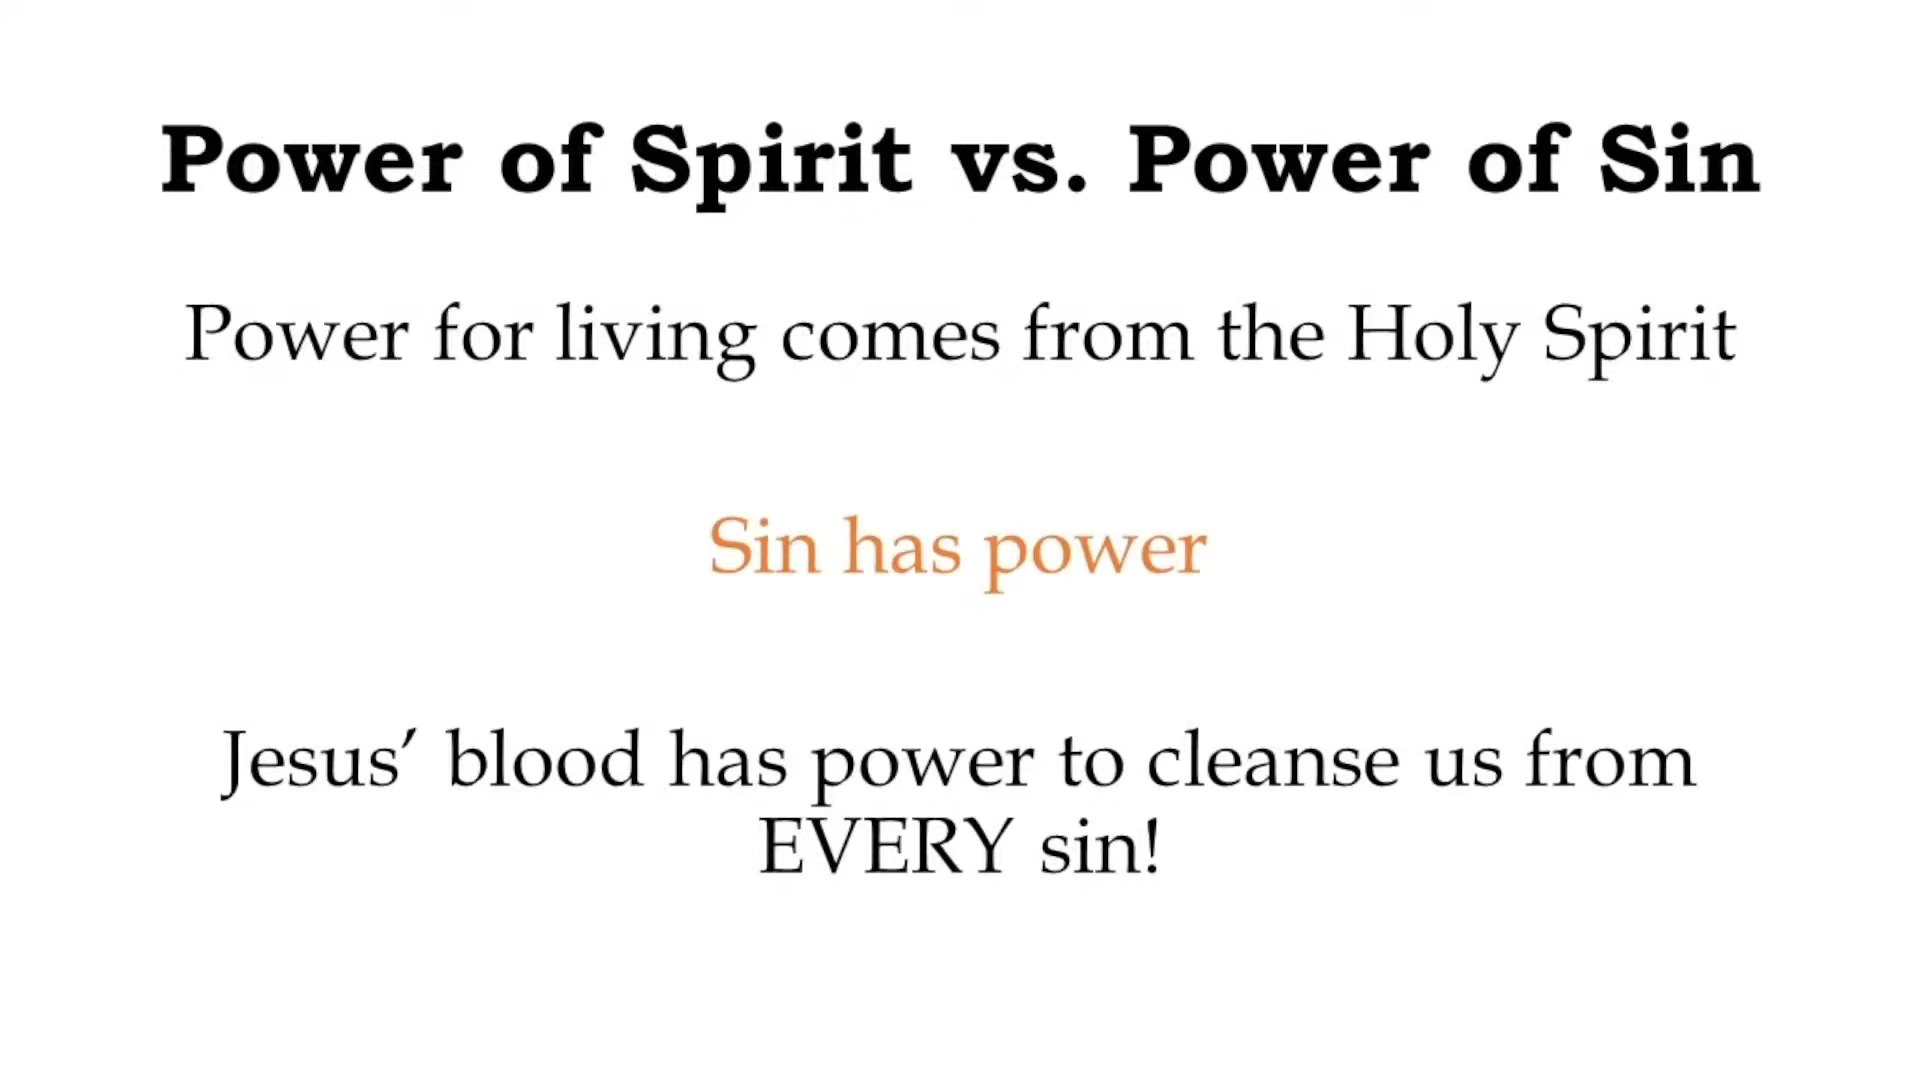 Power of Spirit vs. Power of Sin
Power for living comes from the Holy Spirit
Sin has power
Jesus’ blood has power to cleanse us from
EVERY sin!